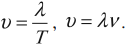 υ = λ/T, υ = λν.